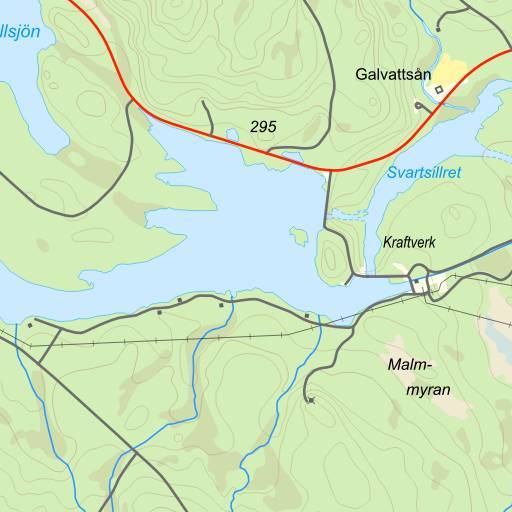 llsjön
Galvattsån
295
Svartsillret
Kraftverk
Malm-
myran